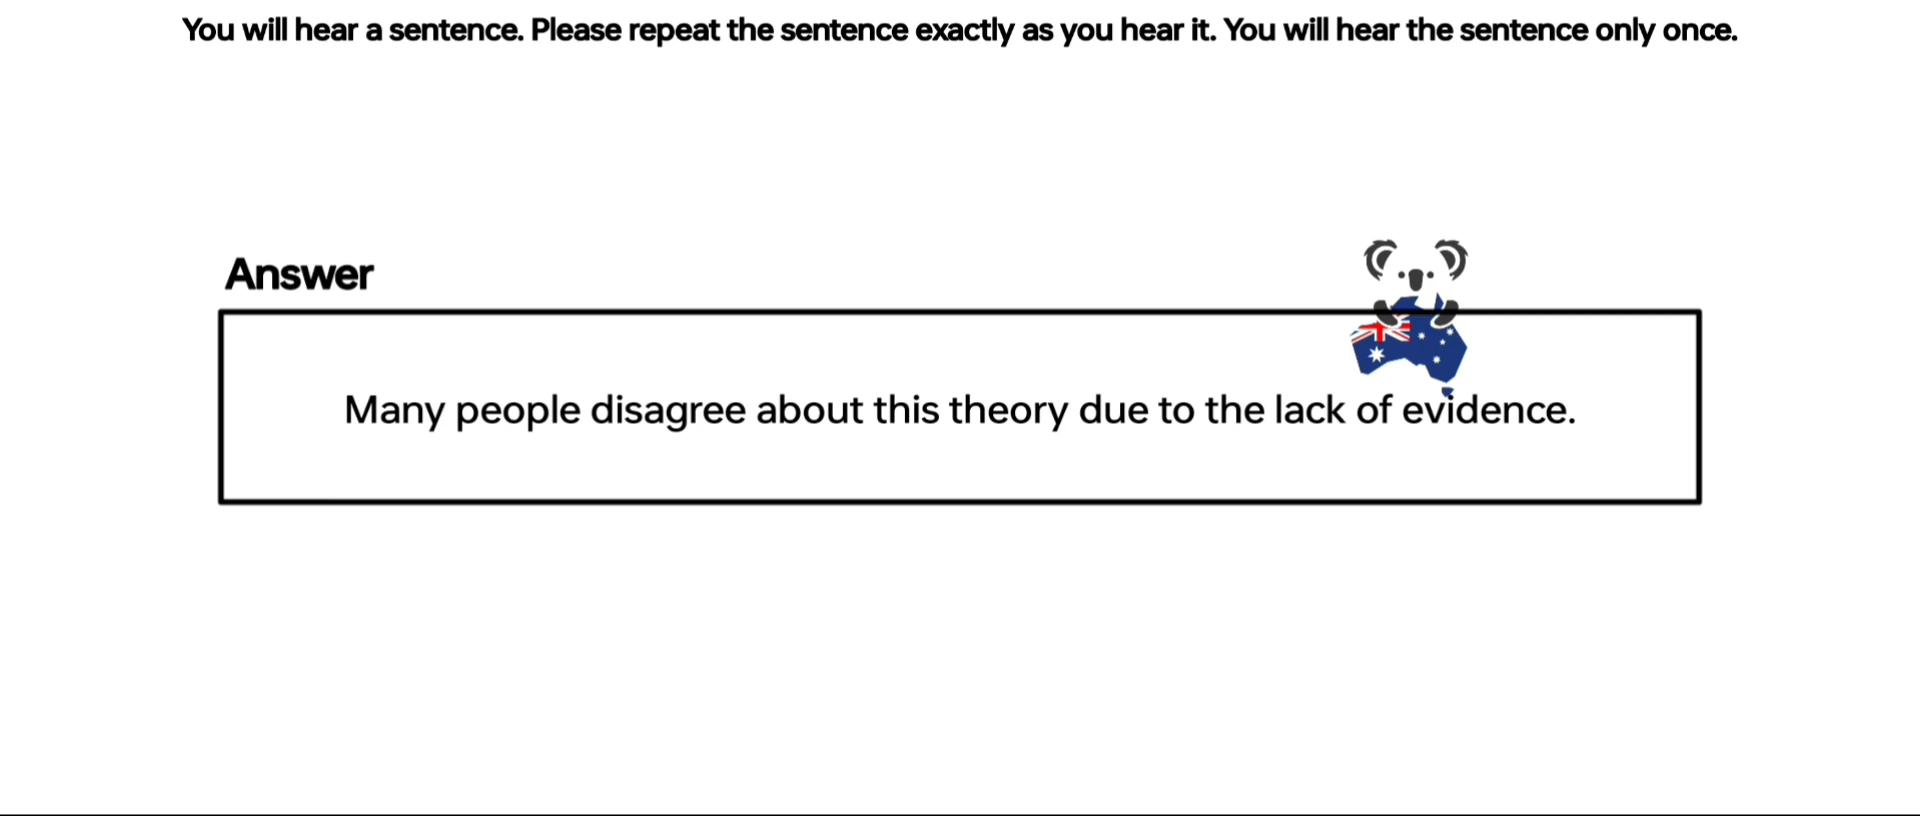 You will hear a sentence. Please repeat the sentence exactly as you hear it. You will hear the sentence only once.
Answer
Many people disagree about this theory due to the lack of evidence.